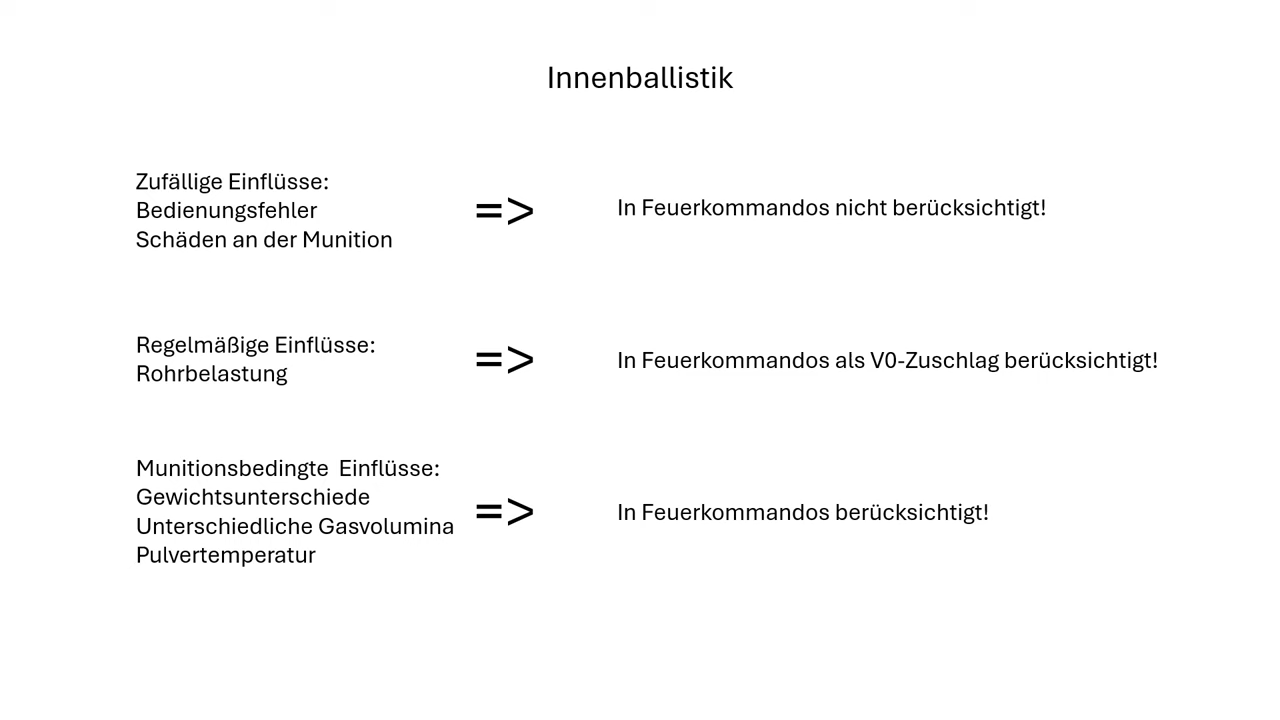 Innenballistik
Zufällige Einflüsse:
Bedienungsfehler
Schäden an der Munition
=>
In Feuerkommandos nicht berücksichtigt!
Regelmäßige Einflüsse:
Rohrbelastung
=>
In Feuerkommandos als V0-Zuschlag berücksichtigt!
Munitionsbedingte  Einflüsse:
Gewichtsunterschiede
Unterschiedliche Gasvolumina
Pulvertemperatur
=>
In Feuerkommandos berücksichtigt!